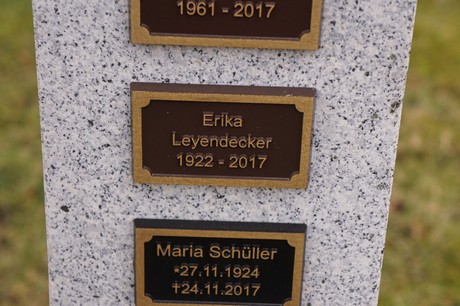 1961 - 2017
Erika
Leyendecker
1922 - 2017
Maria Schüller
*27.11.1924
†24.11.2017